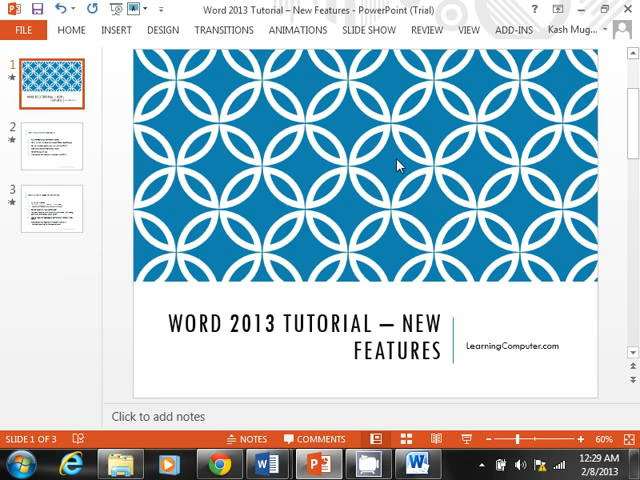 Word 2013 Tutorial – New Features - PowerPoint (Trial)
FILE HOME INSERT DESIGN TRANSITIONS ANIMATIONS SLIDE SHOW REVIEW VIEW ADD-INS Kash Mug...
1
2
3
WORD 2013 TUTORIAL – NEW
FEATURES
LearningComputer.com
Click to add notes
SLIDE 1 OF 3 NOTES COMMENTS 60%
12:29 AM
2/8/2013